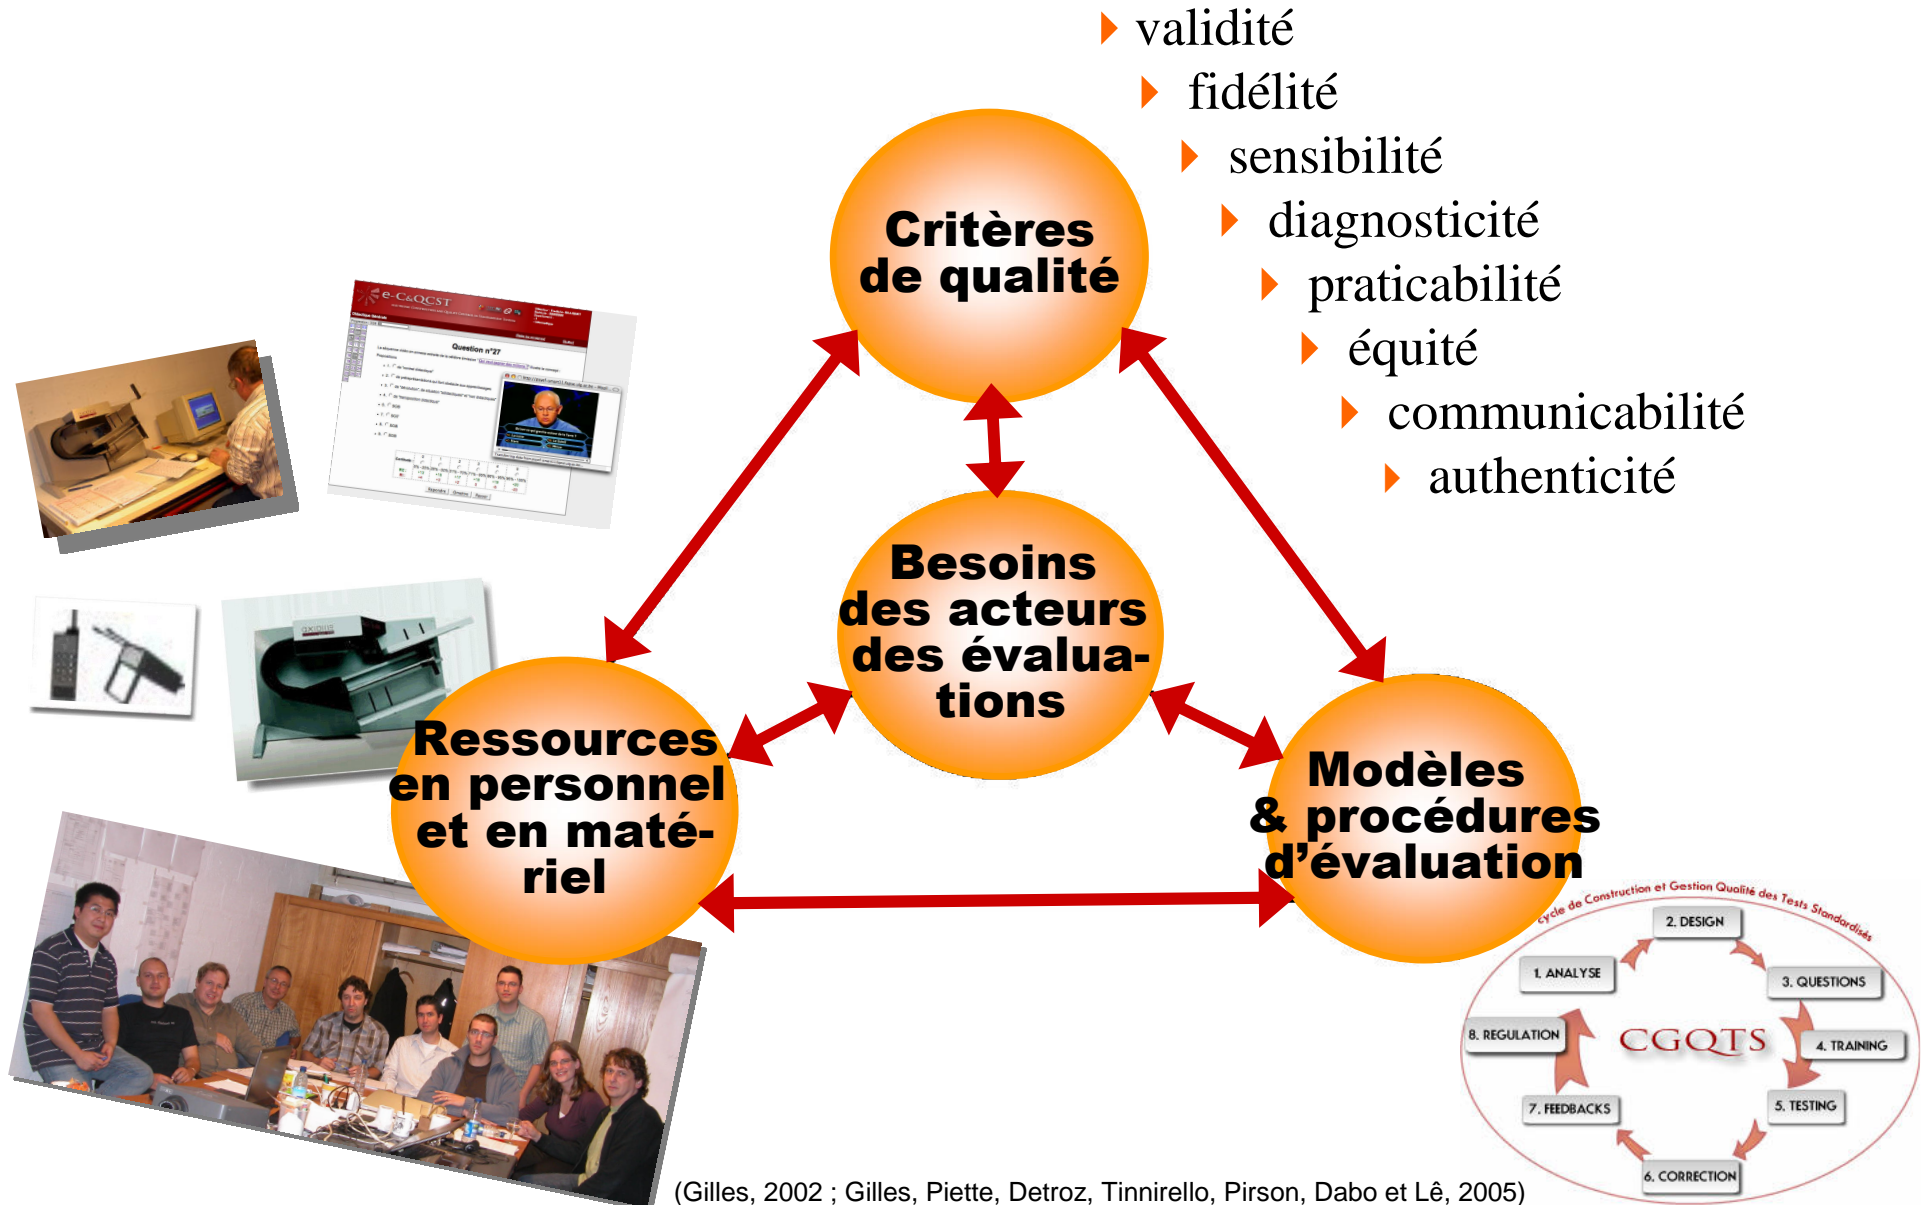 validité
fidélité
sensibilité
diagnosticité
praticabilité
équité
communicabilité
authenticité
Critères
de qualité
Besoins
des acteurs
des évalua-
tions
Ressources
en personnel
et en maté-
riel
Modèles
& procédures
d’évaluation
e-C&QCST
Question n°27
Cycle de Construction et Gestion Qualité des Tests Standardisés
1. ANALYSE
2. DESIGN
3. QUESTIONS
4. TRAINING
5. TESTING
6. CORRECTION
7. FEEDBACKS
8. REGULATION
CGQTS
(Gilles, 2002 ; Gilles, Piette, Detroz, Tinnirello, Pirson, Dabo et Lê, 2005)